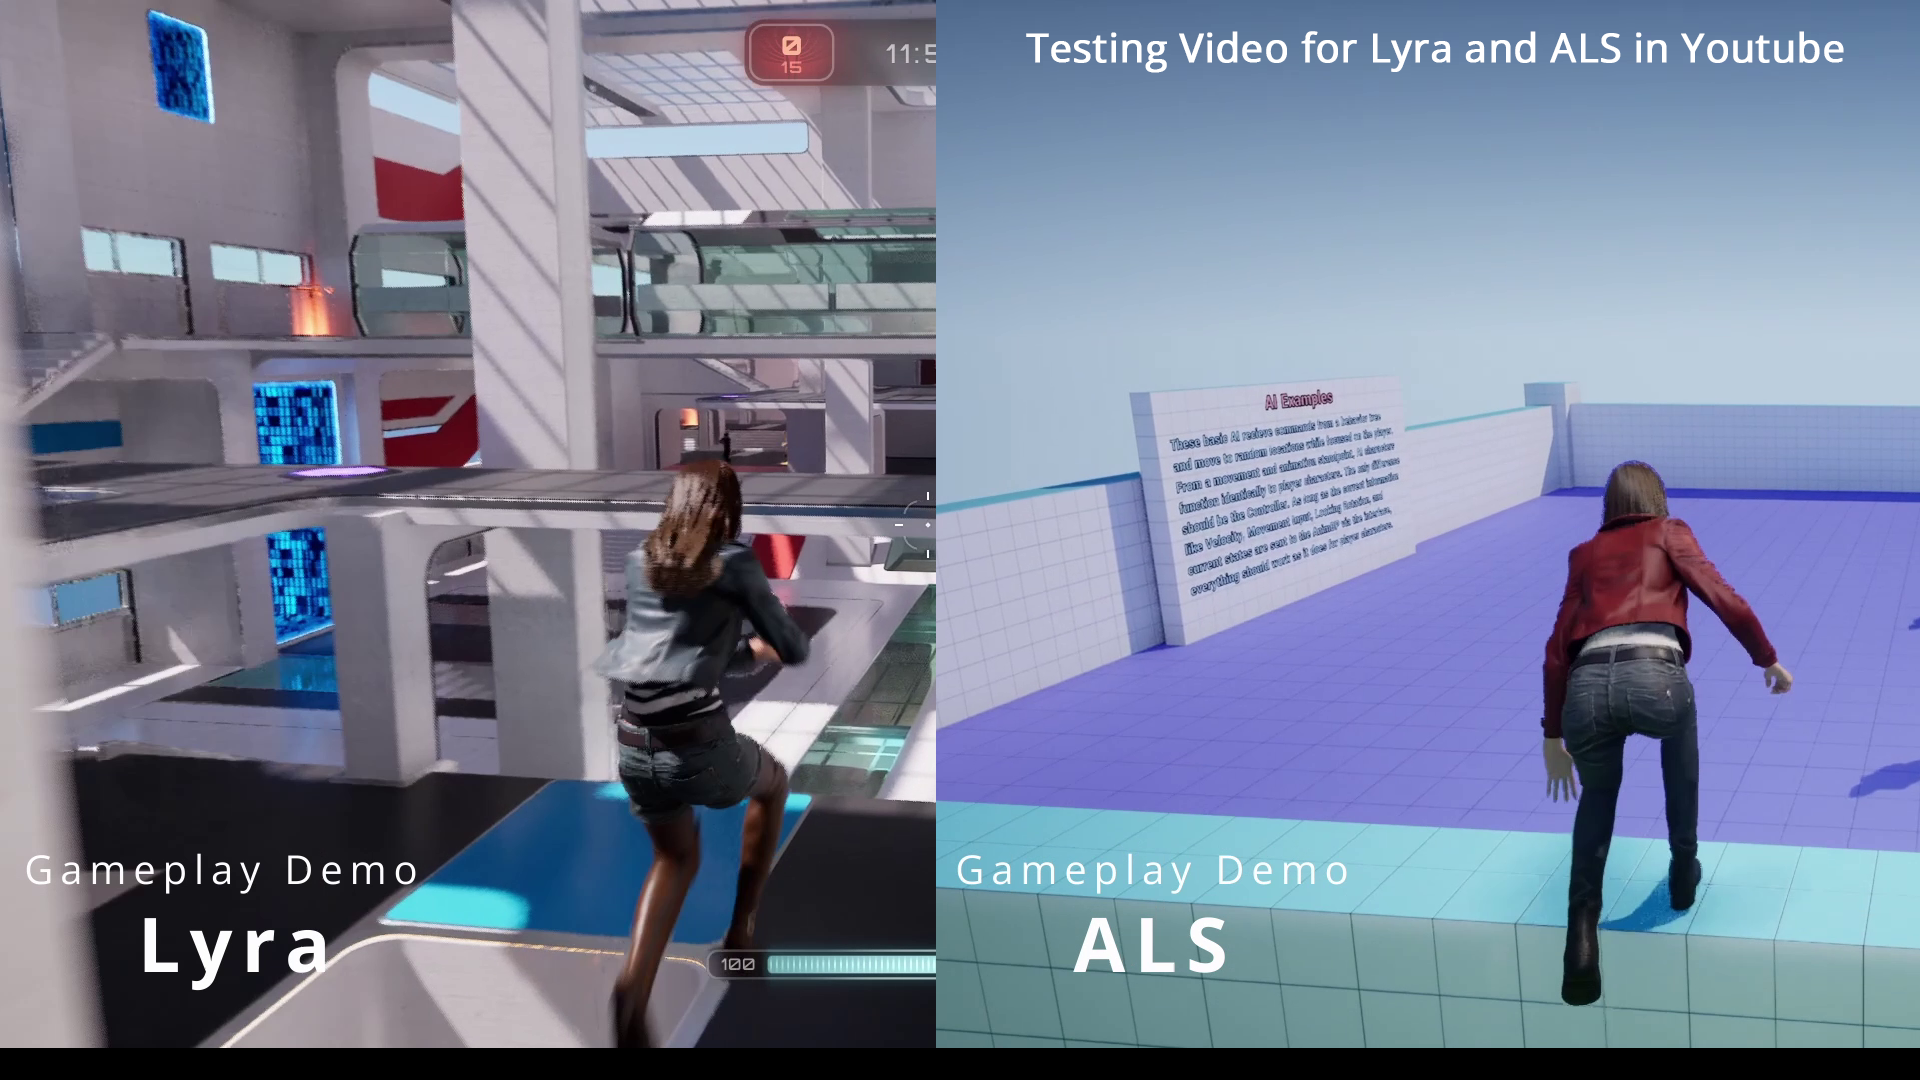 0
15
11:5
Testing Video for Lyra and ALS in Youtube
AI Examples
These basic AI recieve commands from a behavior tree
and move to random locations while focused on the player.
From a movement and animation standpoint, AI characters
function identically to player characters. The only difference
should be the Controller. As long as the correct information
like Velocity, Movement Input, Looking Rotation, and
current states are sent to the AnimBP via the interface,
everything should work as it does for player characters.
Gameplay Demo
Lyra
100
Gameplay Demo
ALS